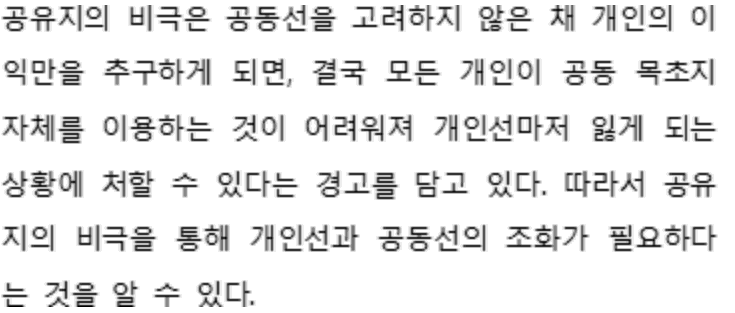 공유지의 비극은 공동선을 고려하지 않은 채 개인의 이
익만을 추구하게 되면, 결국 모든 개인이 공동 목초지
자체를 이용하는 것이 어려워져 개인선마저 잃게 되는
상황에 처할 수 있다는 경고를 담고 있다. 따라서 공유
지의 비극을 통해 개인선과 공동선의 조화가 필요하다
는 것을 알 수 있다.